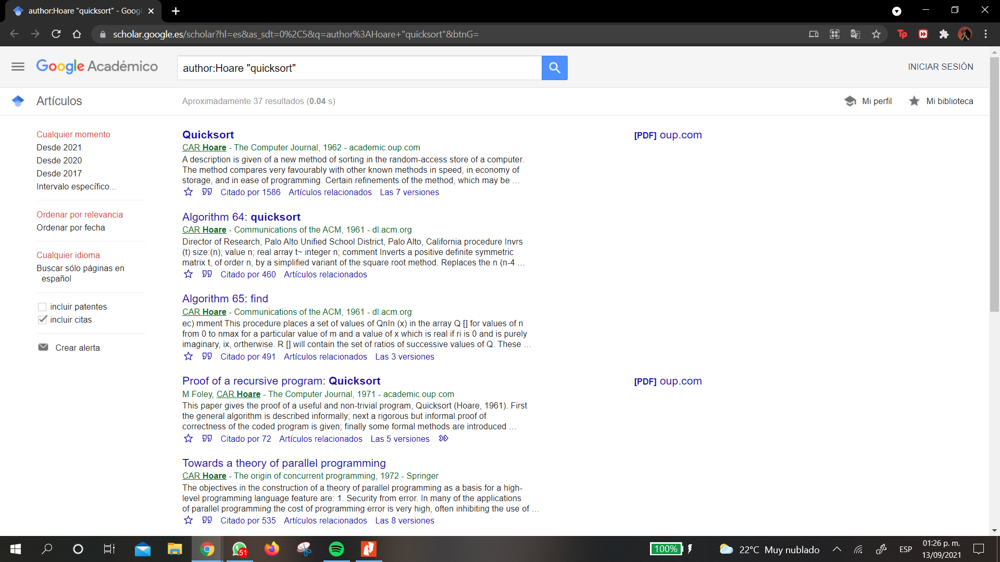 author:Hoare "quicksort" - Goog
scholar.google.es/scholar?hl=es&as_sdt=0%2C5&q=author%3AHoare+"quicksort"&btnG=
Tp
Google Académico
author:Hoare "quicksort"
INICIAR SESIÓN
Artículos
Aproximadamente 37 resultados (0.04 s)
Mi perfil
Mi biblioteca
Cualquier momento
Desde 2021
Desde 2020
Desde 2017
Intervalo específico...
Ordenar por relevancia
Ordenar por fecha
Cualquier idioma
Buscar sólo páginas en
español
incluir patentes
incluir citas
Crear alerta
Quicksort
CAR Hoare - The Computer Journal, 1962 - academic.oup.com
A description is given of a new method of sorting in the random-access store of a computer.
The method compares very favourably with other known methods in speed, in economy of
storage, and in ease of programming. Certain refinements of the method, which may be …
Citado por 1586 Artículos relacionados Las 7 versiones
[PDF] oup.com
Algorithm 64: quicksort
CAR Hoare - Communications of the ACM, 1961 - dl.acm.org
Director of Research, Palo Alto Unified School District, Palo Alto, California procedure Invrs
(t) size:(n); value n; real array t~ integer n; comment Inverts a positive definite symmetric
matrix t, of order n, by a simplified variant of the square root method. Replaces the n (n-4 …
Citado por 460 Artículos relacionados
Algorithm 65: find
CAR Hoare - Communications of the ACM, 1961 - dl.acm.org
ec) mment This procedure places a set of values of QnIn (x) in the array Q [] for values of n
from 0 to nmax for a particular value of m and a value of x which is real if ri is 0 and is purely
imaginary, ix, ortherwise. R [] will contain the set of ratios of successive values of Q. These …
Citado por 491 Artículos relacionados Las 3 versiones
Proof of a recursive program: Quicksort
M Foley, CAR Hoare - The Computer Journal, 1971 - academic.oup.com
This paper gives the proof of a useful and non-trivial program, Quicksort (Hoare, 1961). First
the general algorithm is described informally; next a rigorous but informal proof of
correctness of the coded program is given; finally some formal methods are introduced …
Citado por 72 Artículos relacionados Las 5 versiones
[PDF] oup.com
Towards a theory of parallel programming
CAR Hoare - The origin of concurrent programming, 1972 - Springer
The objectives in the construction of a theory of parallel programming as a basis for a high-
level programming language feature are: 1. Security from error. In many of the applications
of parallel programming the cost of programming error is very high, often inhibiting the use of …
Citado por 535 Artículos relacionados Las 8 versiones
51
100%
22°C Muy nublado
ESP
01:26 p. m.
13/09/2021